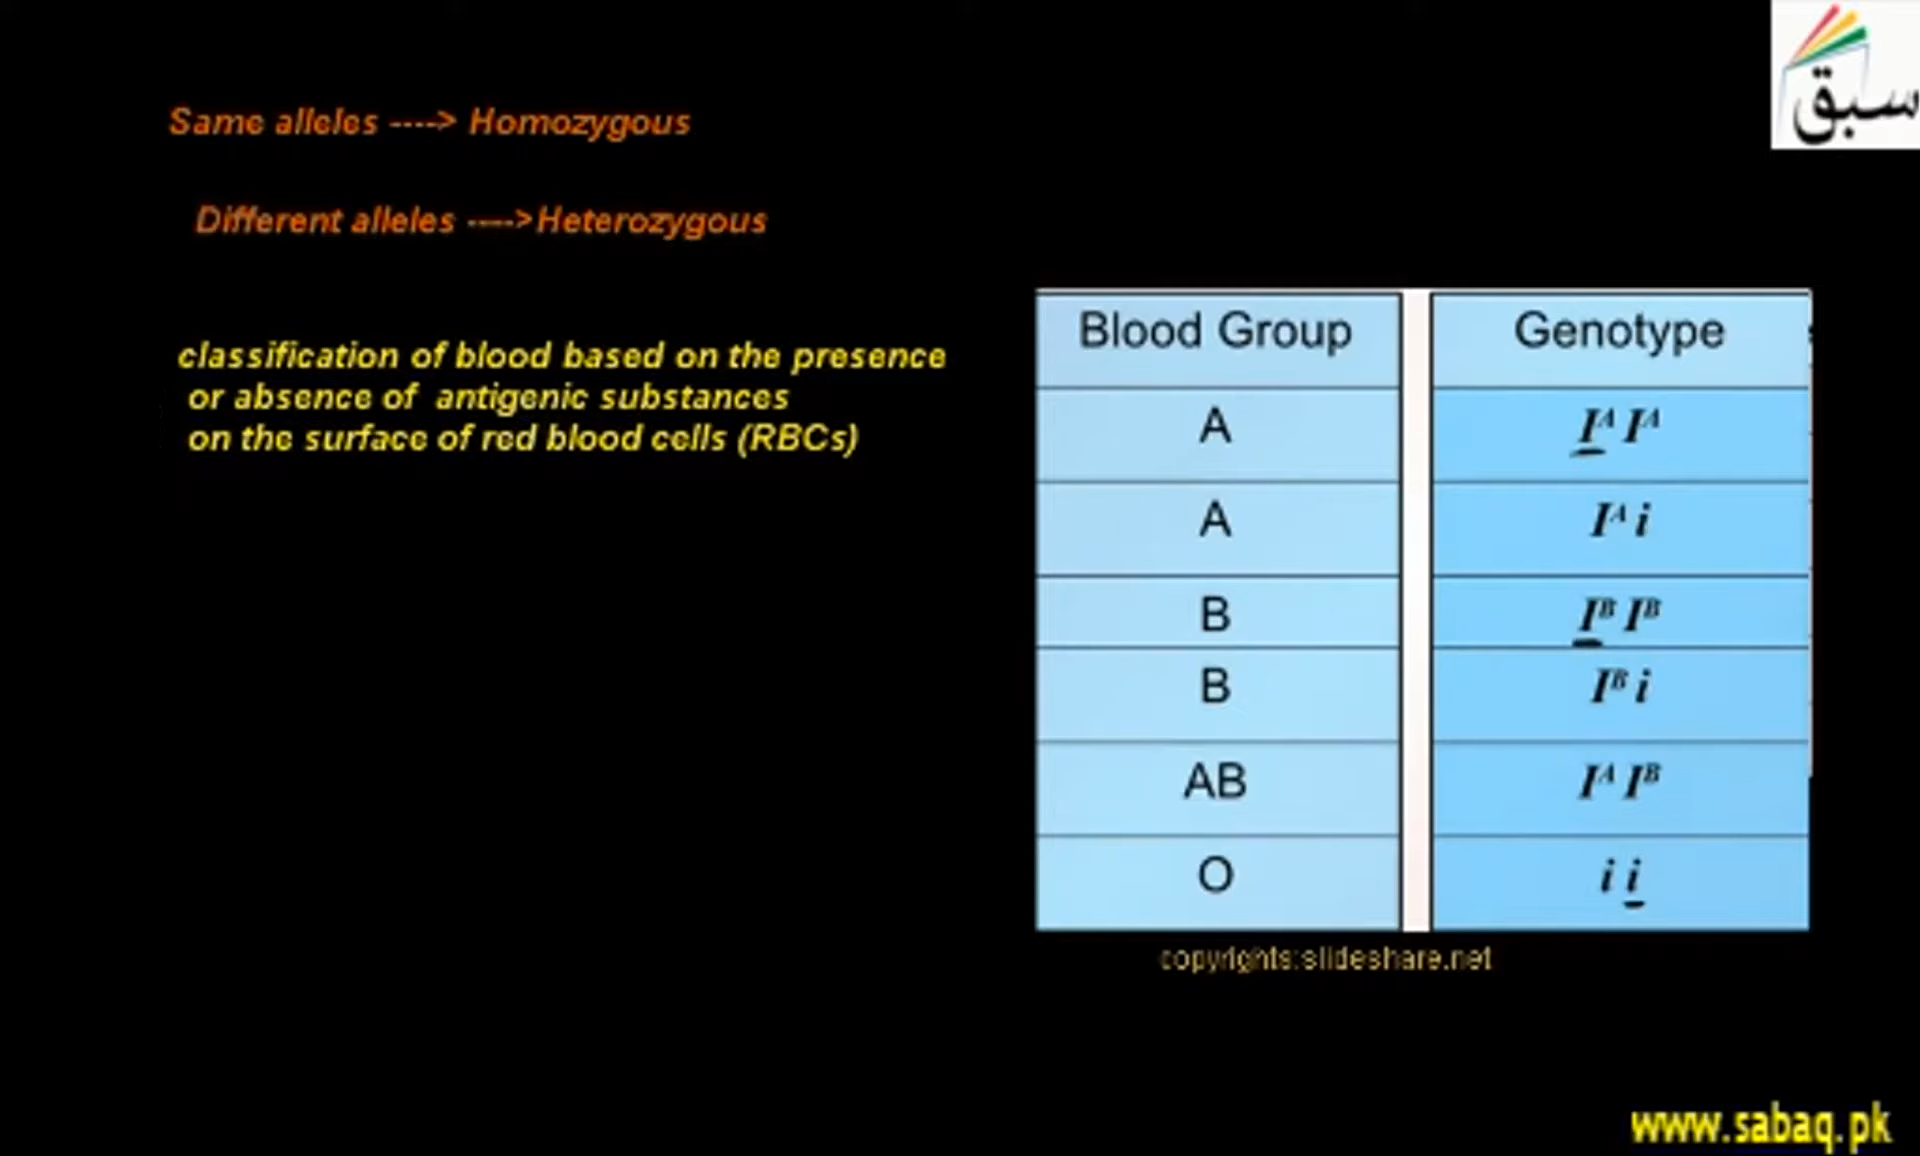 سبق
Same alleles ----> Homozygous
Different alleles ---->Heterozygous
classification of blood based on the presence
or absence of antigenic substances
on the surface of red blood cells (RBCs)
Blood Group Genotype
A Iᴬ Iᴬ
A Iᴬ i
B Iᴮ Iᴮ
B Iᴮ i
AB Iᴬ Iᴮ
O i i
copyrights:slideshare.net
www.sabaq.pk